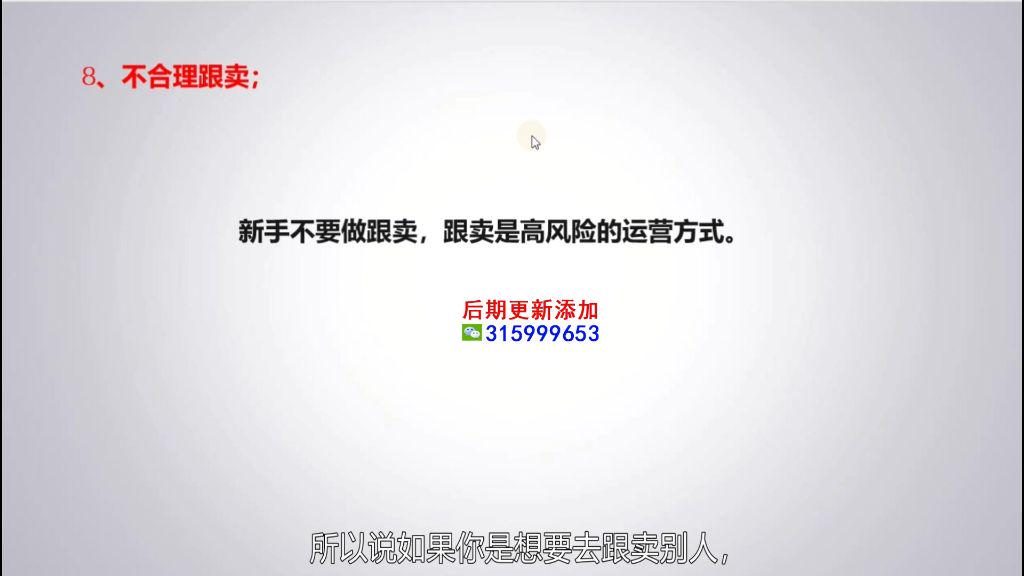 8、不合理跟卖；
新手不要做跟卖，跟卖是高风险的运营方式。
后期更新添加
315999653
所以说如果你是想要去跟卖别人，